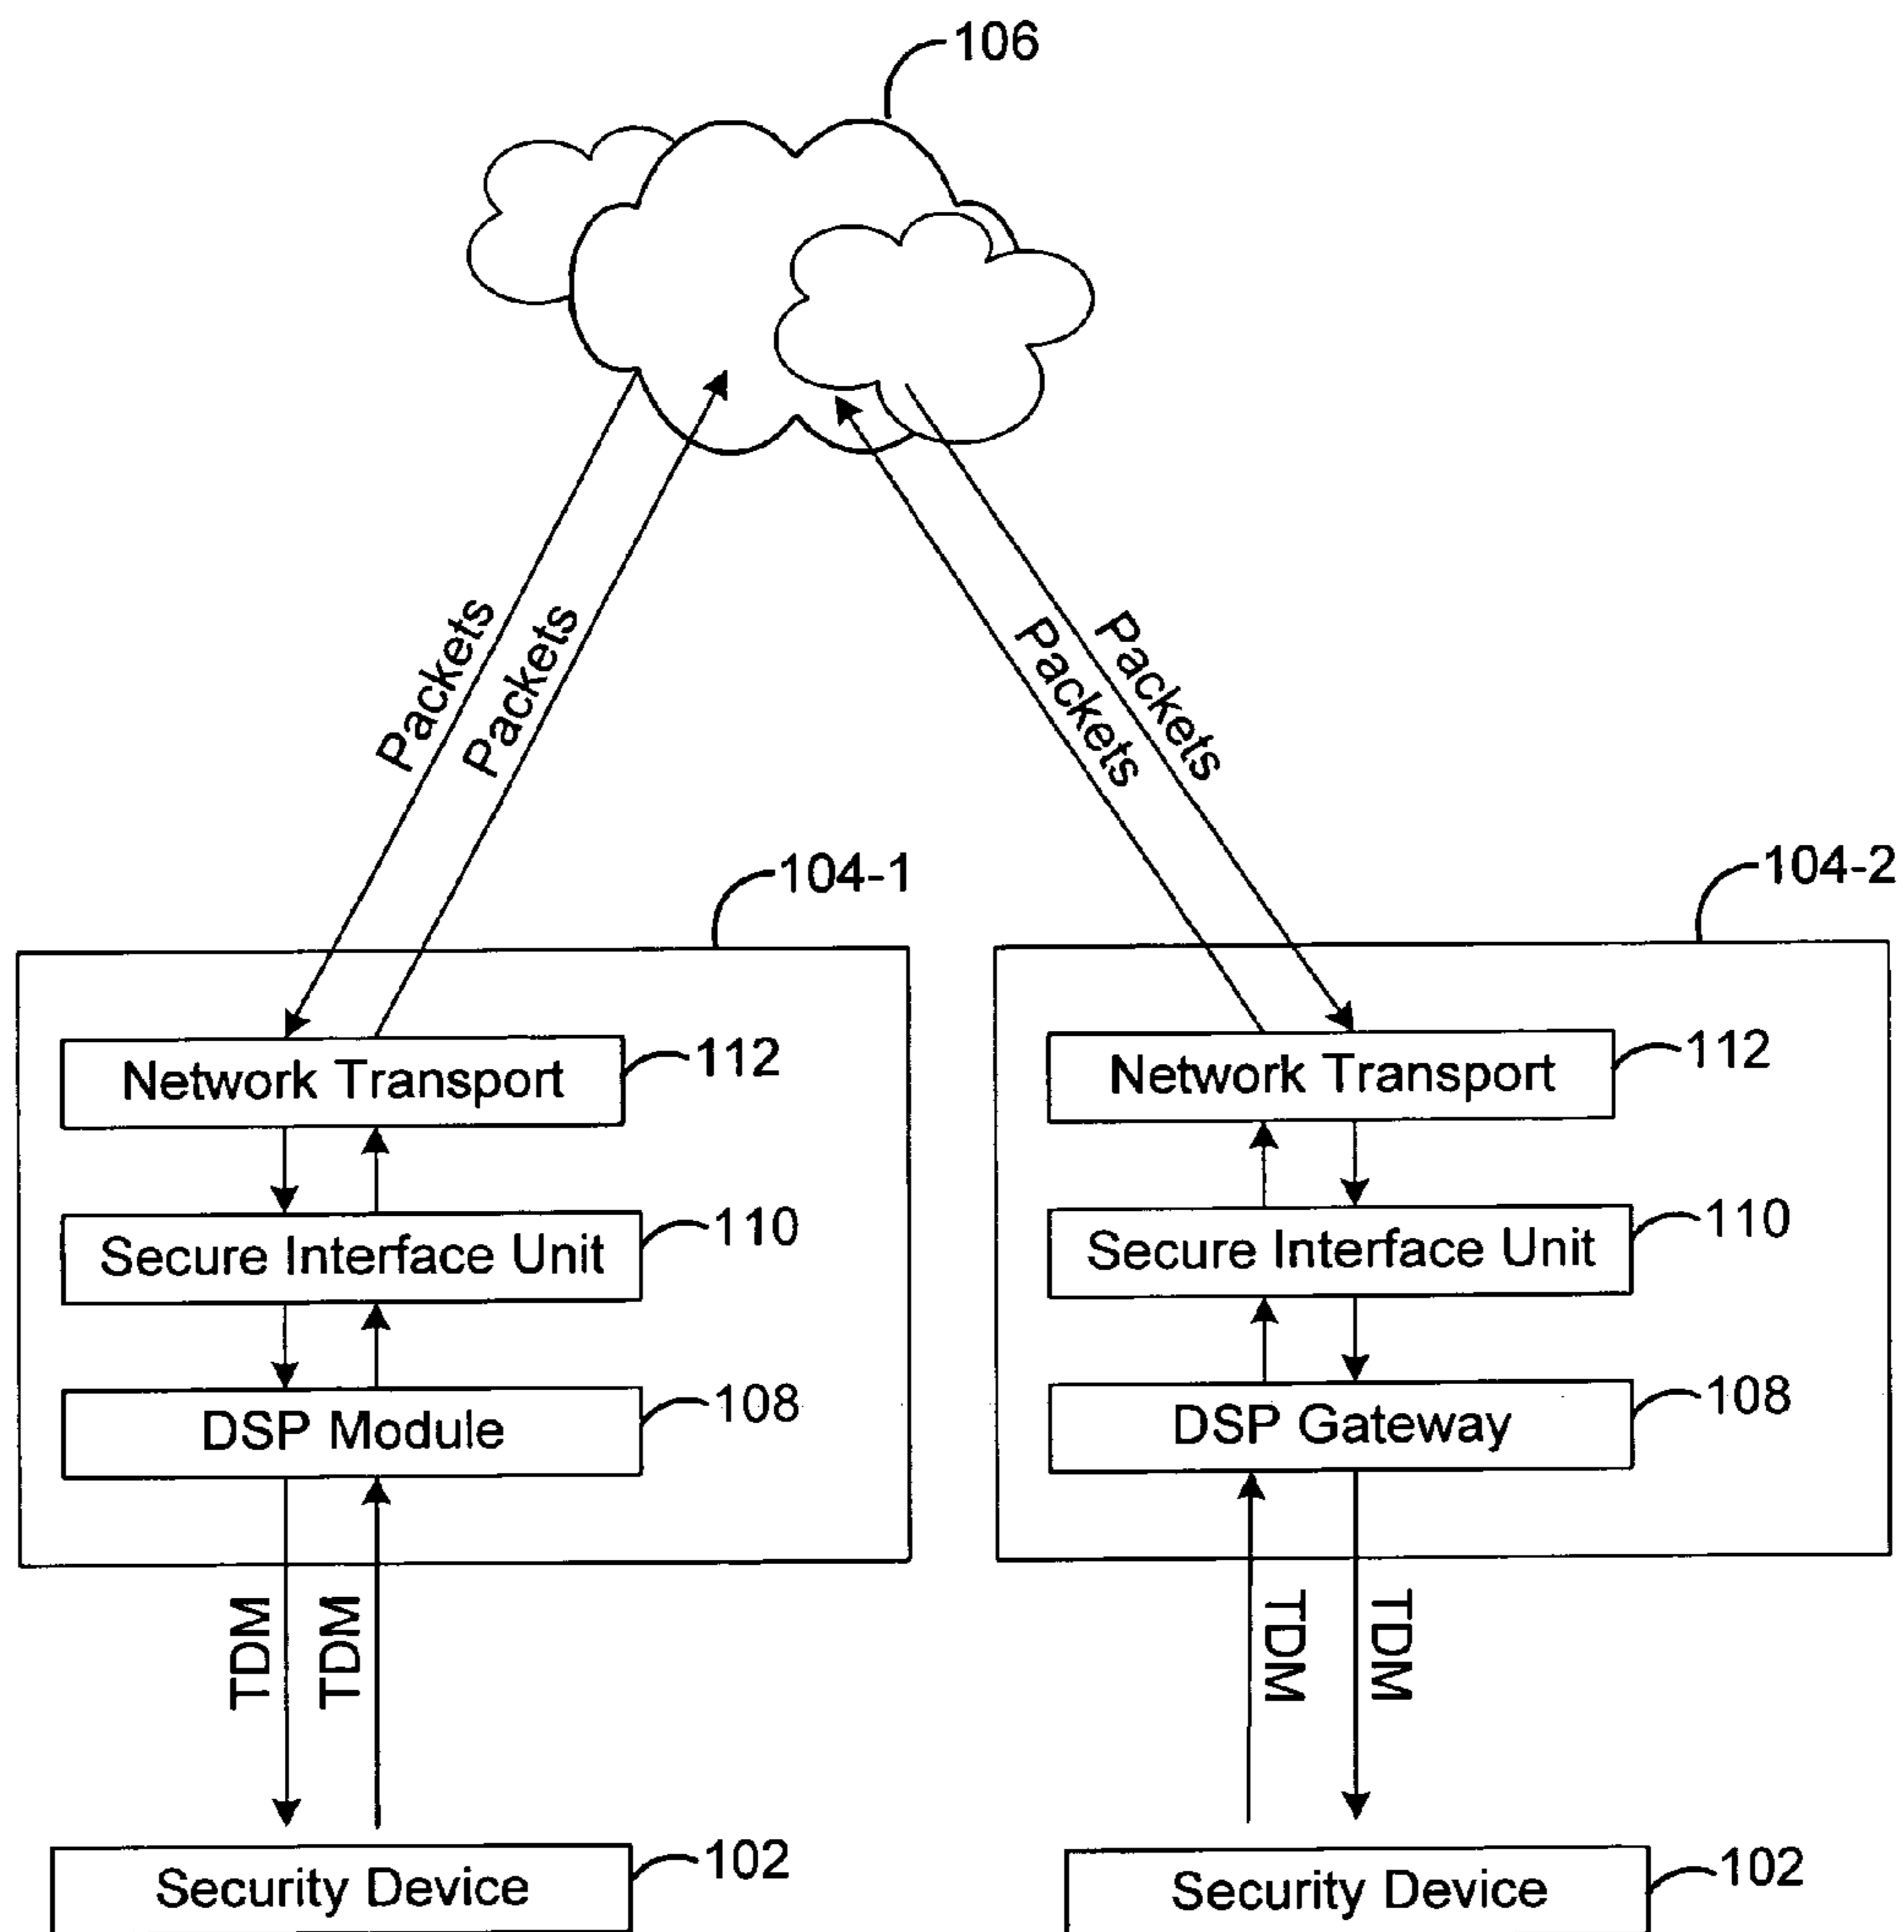 106
Packets
Packets
Packets
Packets
104-1
104-2
Network Transport
112
Network Transport
112
Secure Interface Unit
110
Secure Interface Unit
110
DSP Module
108
DSP Gateway
108
TDM
TDM
TDM
TDM
Security Device
102
Security Device
102